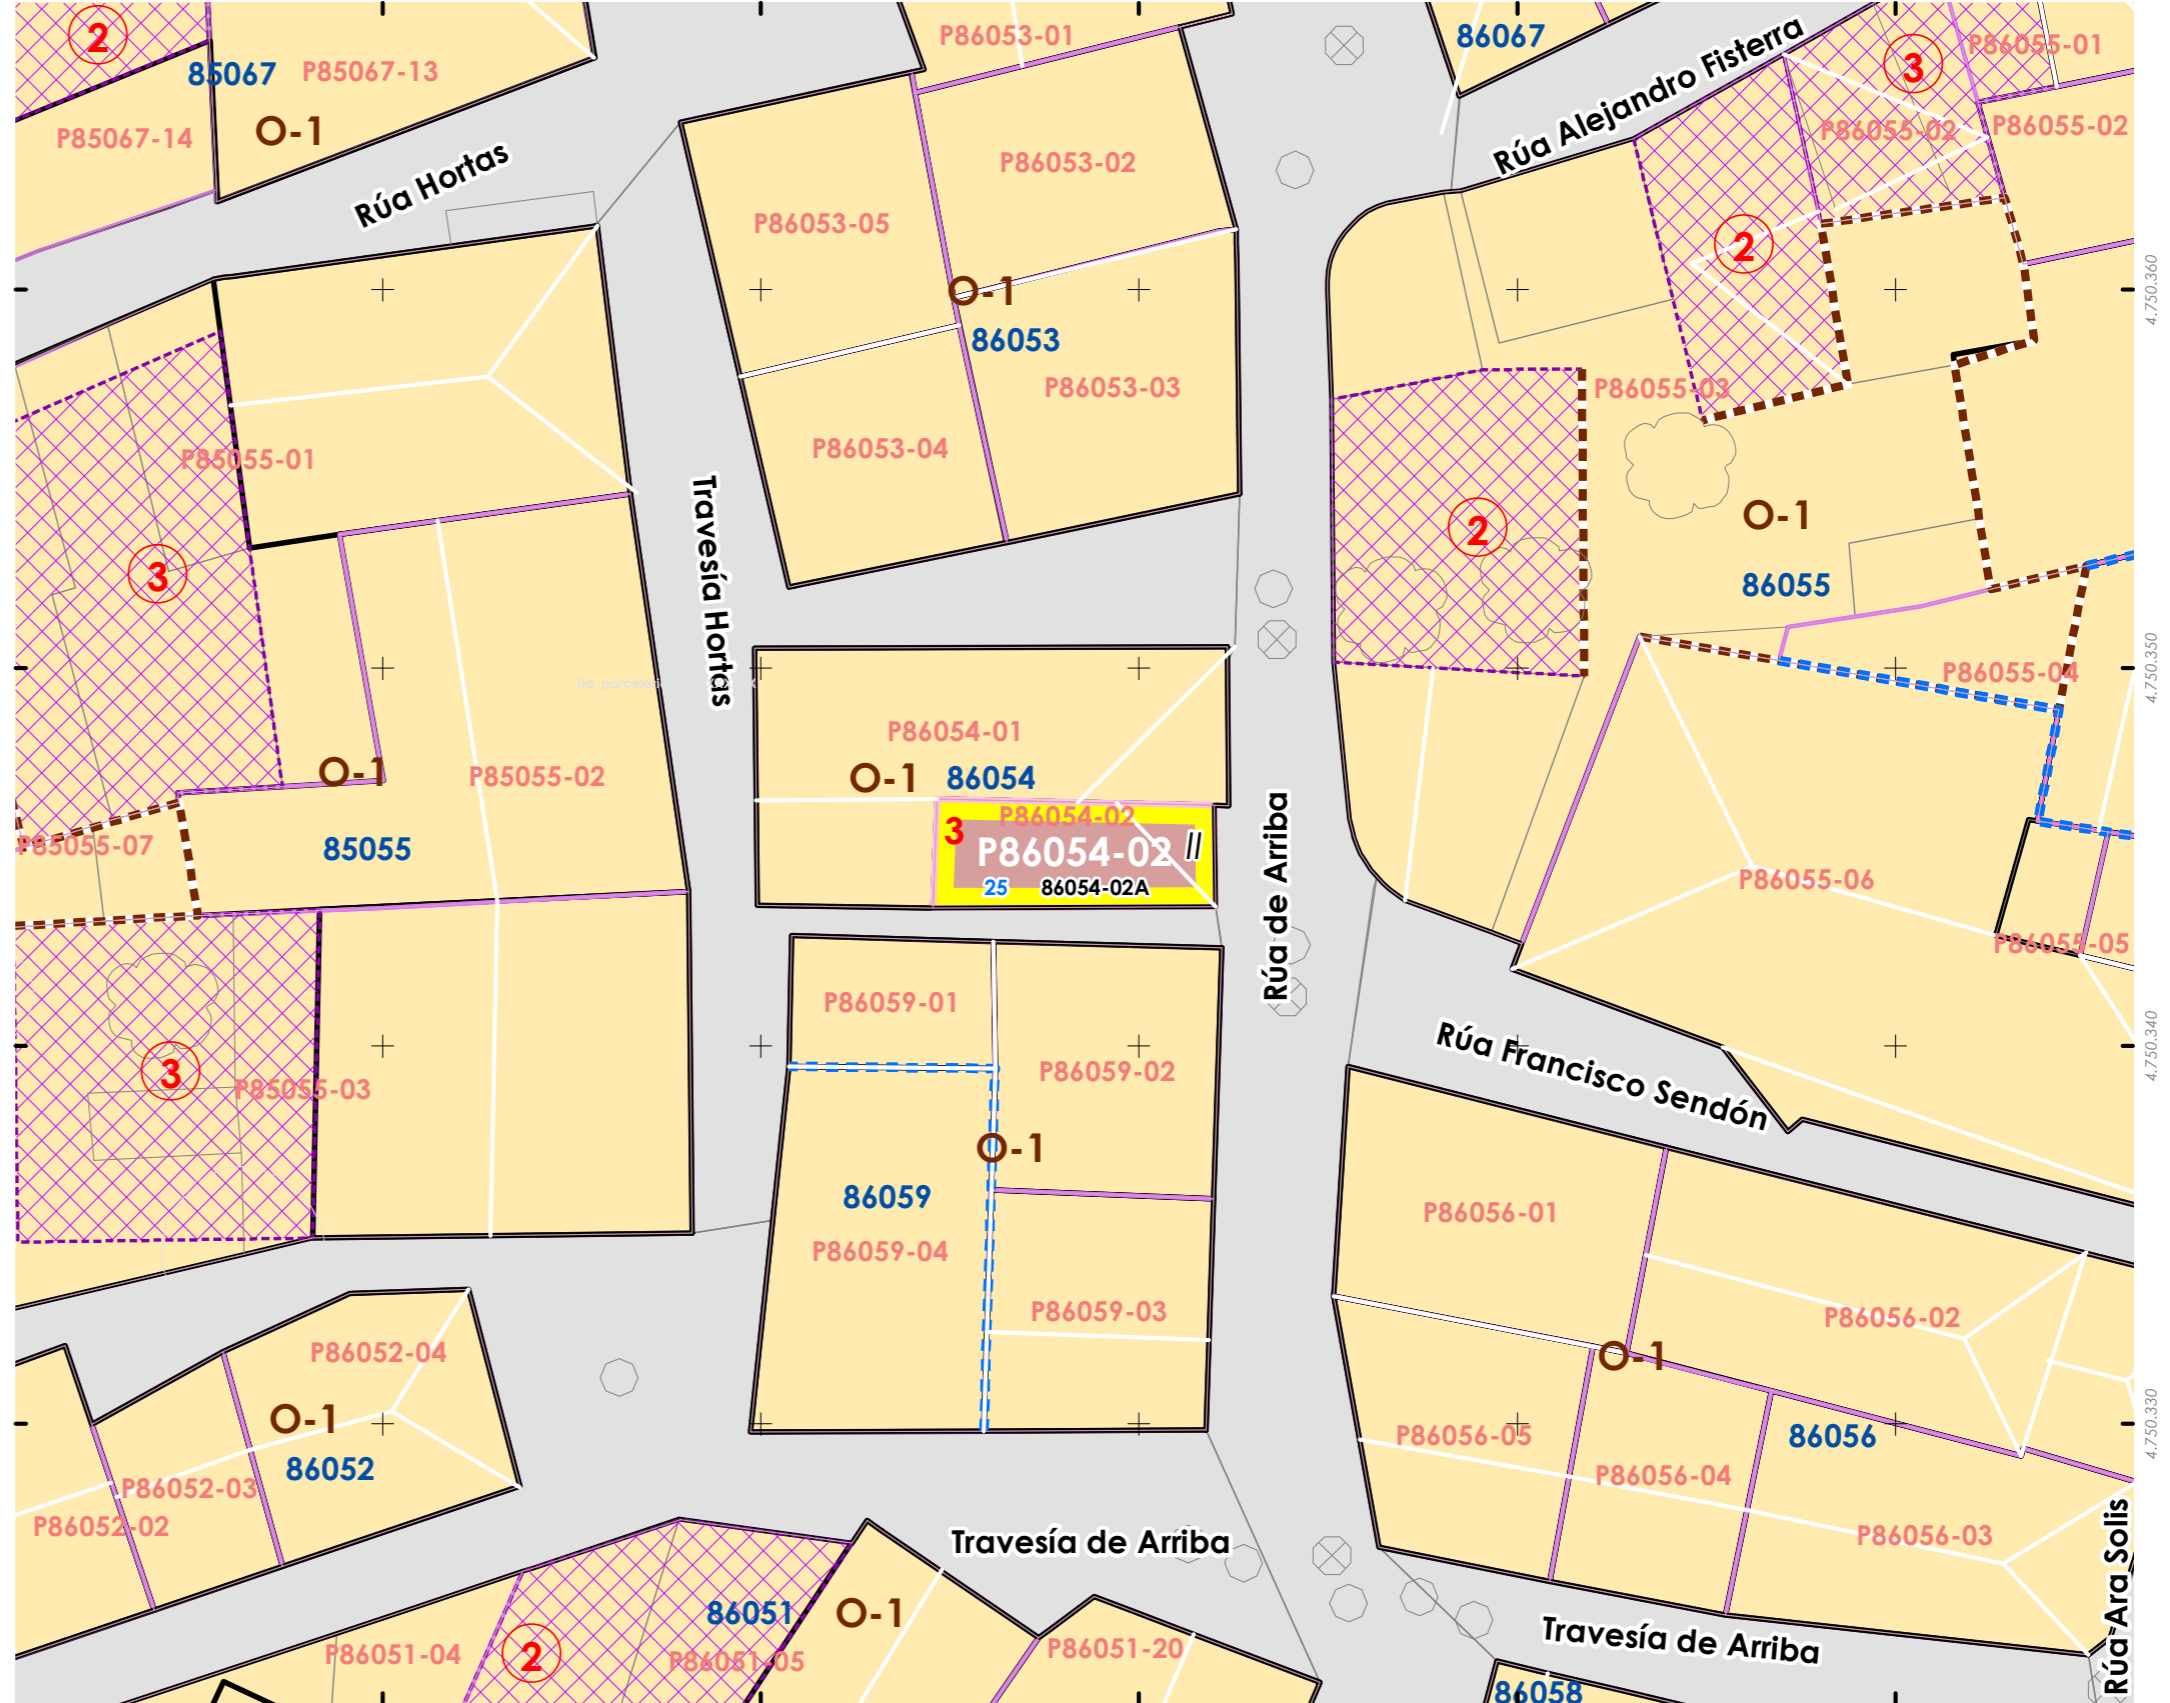 2
85067
P85067-13
P85067-14
O-1
Rúa Hortas
P86053-01
P86053-02
P86053-05
O-1
86053
P86053-03
P86053-04
86067
Rúa Alejandro Fisterra
3
P86055-01
P86055-02
P86055-02
2
P86055-03
2
O-1
86055
P86055-04
4.750.360
4.750.350
P85055-01
3
Travesía Hortas
O-1
P85055-02
P85055-07
85055
Ud. parcela
P86054-01
O-1
86054
P86054-02
3
P86054-02
II
25
86054-02A
Rúa de Arriba
P86055-06
P86055-05
Rúa Francisco Sendón
4.750.340
3
P85055-03
P86059-01
P86059-02
O-1
86059
P86059-04
P86059-03
P86056-01
P86056-02
O-1
P86056-05
86056
P86056-04
P86056-03
4.750.330
P86052-04
O-1
86052
P86052-03
P86052-02
Travesía de Arriba
86051
O-1
P86051-04
2
P86051-05
P86051-20
Travesía de Arriba
Rúa Ara Solis
86058